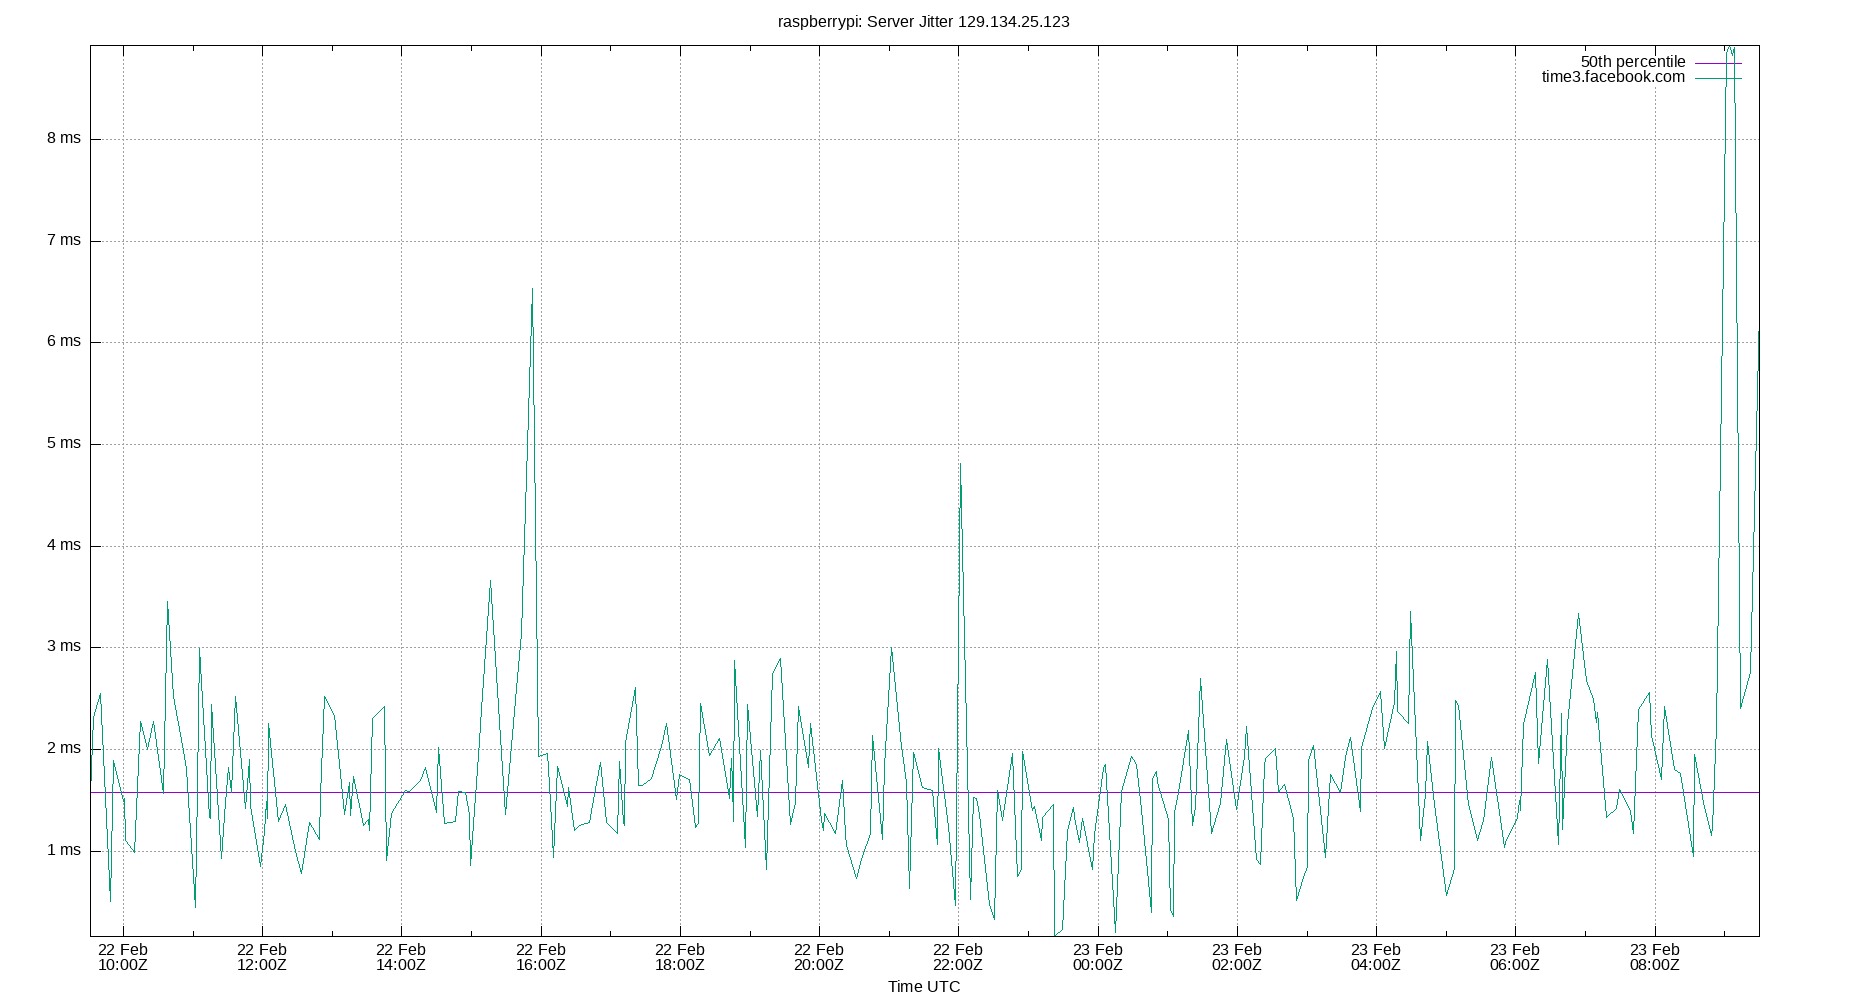 raspberrypi: Server Jitter 129.134.25.123
50th percentile
time3.facebook.com
8 ms
7 ms
6 ms
5 ms
4 ms
3 ms
2 ms
1 ms
22 Feb 22 Feb 22 Feb 22 Feb 22 Feb 22 Feb 22 Feb 23 Feb 23 Feb 23 Feb 23 Feb 23 Feb
10:00Z 12:00Z 14:00Z 16:00Z 18:00Z 20:00Z 22:00Z 00:00Z 02:00Z 04:00Z 06:00Z 08:00Z
Time UTC